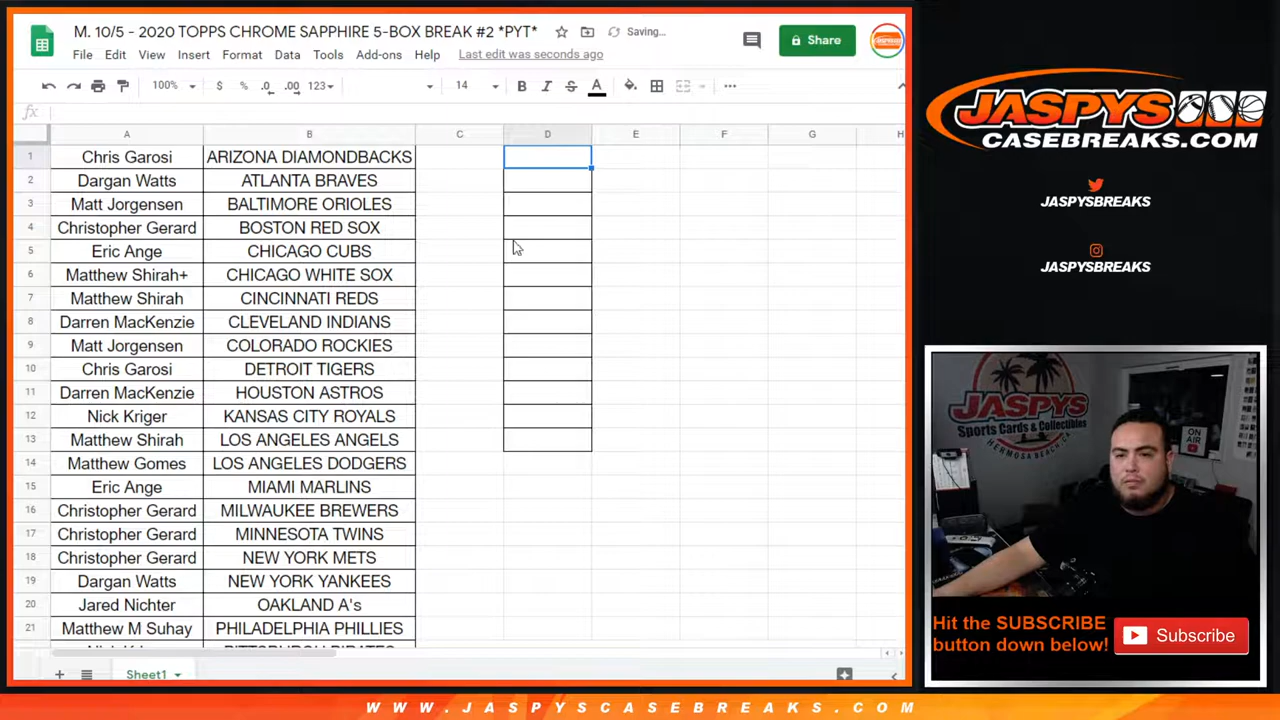 M. 10/5 - 2020 TOPPS CHROME SAPPHIRE 5-BOX BREAK #2 *PYT*
Saving...
Share
File Edit View Insert Format Data Tools Add-ons Help Last edit was seconds ago
100% $ % .0 .00 123 14 B I S A
fx
A B C D E F G H
1 Chris Garosi ARIZONA DIAMONDBACKS
2 Dargan Watts ATLANTA BRAVES
3 Matt Jorgensen BALTIMORE ORIOLES
4 Christopher Gerard BOSTON RED SOX
5 Eric Ange CHICAGO CUBS
6 Matthew Shirah+ CHICAGO WHITE SOX
7 Matthew Shirah CINCINNATI REDS
8 Darren MacKenzie CLEVELAND INDIANS
9 Matt Jorgensen COLORADO ROCKIES
10 Chris Garosi DETROIT TIGERS
11 Darren MacKenzie HOUSTON ASTROS
12 Nick Kriger KANSAS CITY ROYALS
13 Matthew Shirah LOS ANGELES ANGELS
14 Matthew Gomes LOS ANGELES DODGERS
15 Eric Ange MIAMI MARLINS
16 Christopher Gerard MILWAUKEE BREWERS
17 Christopher Gerard MINNESOTA TWINS
18 Christopher Gerard NEW YORK METS
19 Dargan Watts NEW YORK YANKEES
20 Jared Nichter OAKLAND A's
21 Matthew M Suhay PHILADELPHIA PHILLIES
PITTSBURGH PIRATES
Sheet1
JASPYS
CASEBREAKS.COM
JASPYSBREAKS
JASPYSBREAKS
JASPYS
Sports Cards & Collectibles
HERMOSA BEACH, CA
ON AIR
Hit the SUBSCRIBE
button down below!
Subscribe
WWW.JASPYSCASEBREAKS.COM